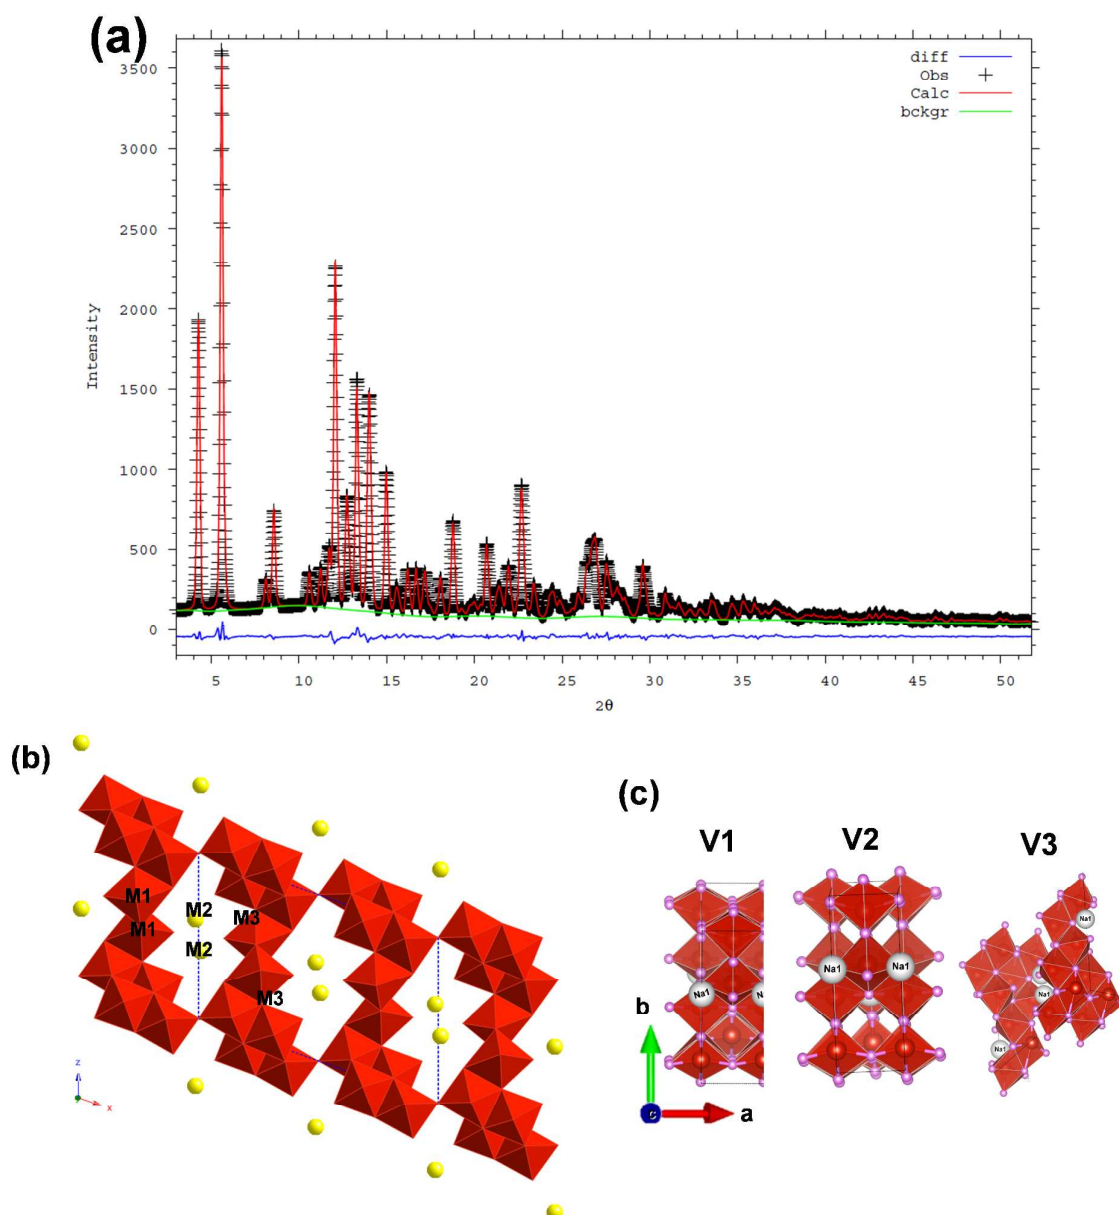 (a)
diff
Obs
Calc
bckgr
3500
3000
2500
2000
1500
1000
500
0
Intensity
5 10 15 20 25 30 35 40 45 50
2θ
(b)
M1
M1
M2
M2
M3
M3
z
x
(c)
V1
V2
V3
Na1
Na
Na1
Na1
Na1
Na1
Na1
b
c
a